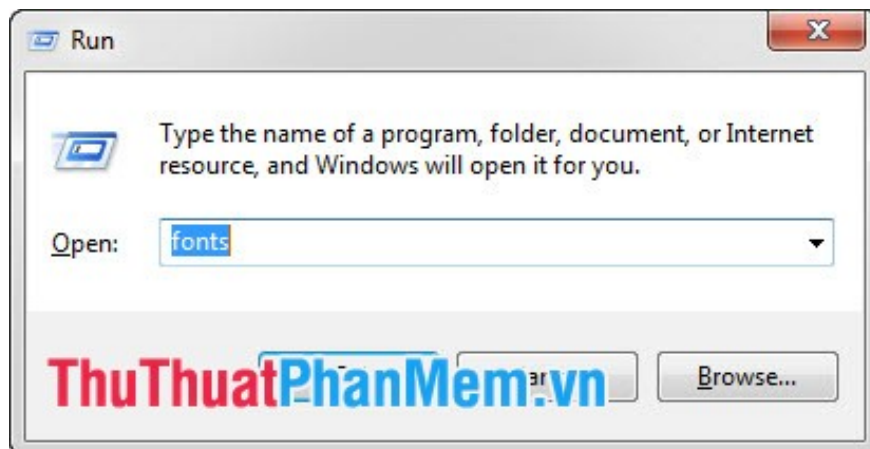 Run
Type the name of a program, folder, document, or Internet
resource, and Windows will open it for you.
Open:
fonts
ThuThuatPhanMem.vn
Browse...